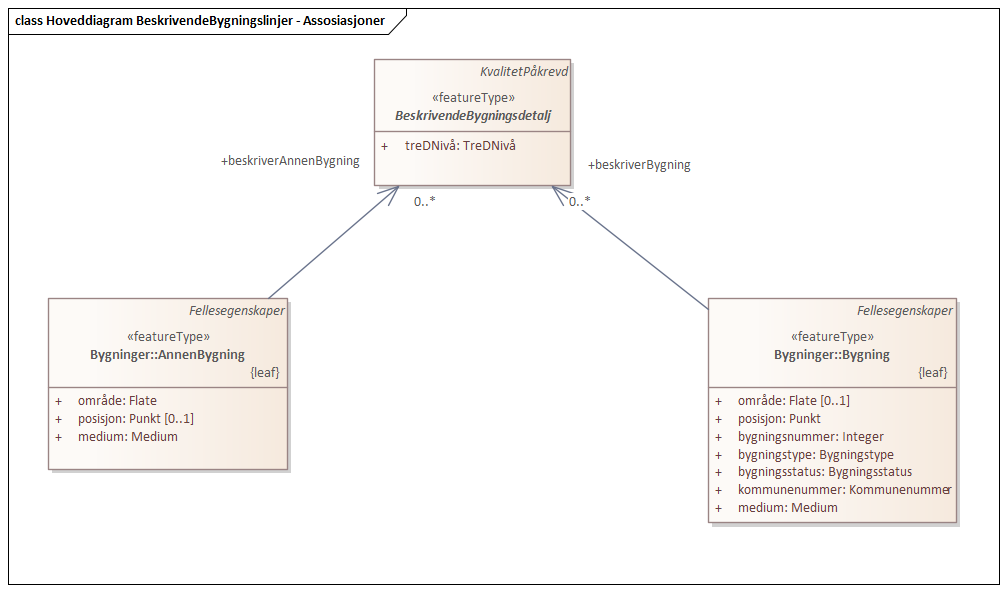 class Hoveddiagram BeskrivendeBygningslinjer - Assosiasjoner
KvalitetPåkrevd
«featureType»
BeskrivendeBygningsdetalj
+ treDNivå: TreDNivå
+beskriverAnnenBygning
+beskriverBygning
0..*
0..*
Fellesegenskaper
«featureType»
Bygninger::AnnenBygning
{leaf}
+ område: Flate
+ posisjon: Punkt [0..1]
+ medium: Medium
Fellesegenskaper
«featureType»
Bygninger::Bygning
{leaf}
+ område: Flate [0..1]
+ posisjon: Punkt
+ bygningsnummer: Integer
+ bygningstype: Bygningstype
+ bygningsstatus: Bygningsstatus
+ kommunenummer: Kommunenummer
+ medium: Medium